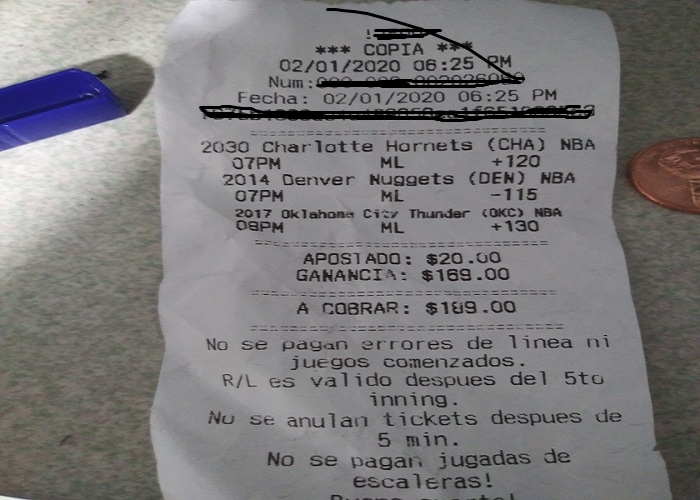 *** COPIA ***
02/01/2020 06:25 PM
Num:
Fecha: 02/01/2020 06:25 PM
2030 Charlotte Hornets (CHA) NBA
07PM ML +120
2014 Denver Nuggets (DEN) NBA
07PM ML -115
2017 Oklahoma City Thunder (OKC) NBA
08PM ML +130
APOSTADO: $20.00
GANANCIA: $169.00
A COBRAR: $189.00
No se pagan errores de linea ni
juegos comenzados.
R/L es valido despues del 5to
inning.
No se anulan tickets despues de
5 min.
No se pagan jugadas de
escaleras!